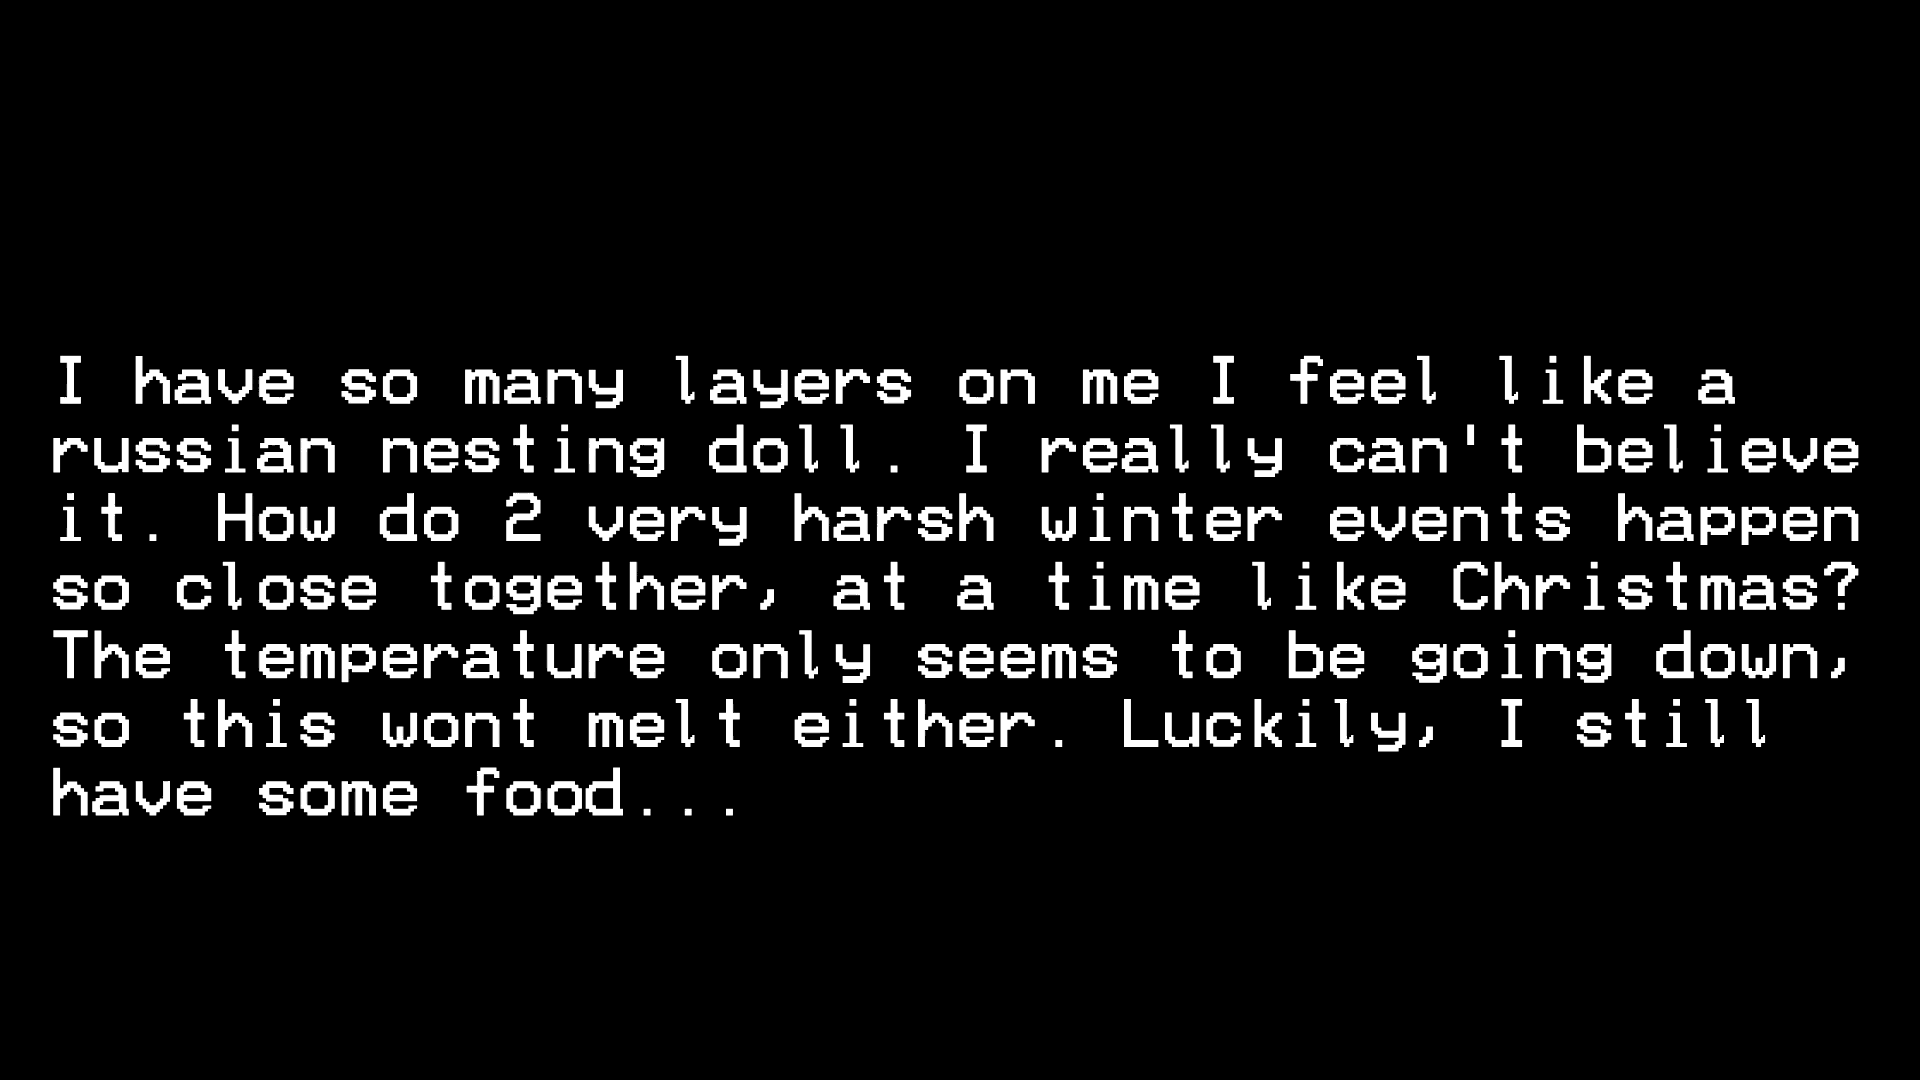 I have so many layers on me I feel like a
russian nesting doll. I really can't believe
it. How do 2 very harsh winter events happen
so close together, at a time like Christmas?
The temperature only seems to be going down,
so this wont melt either. Luckily, I still
have some food...